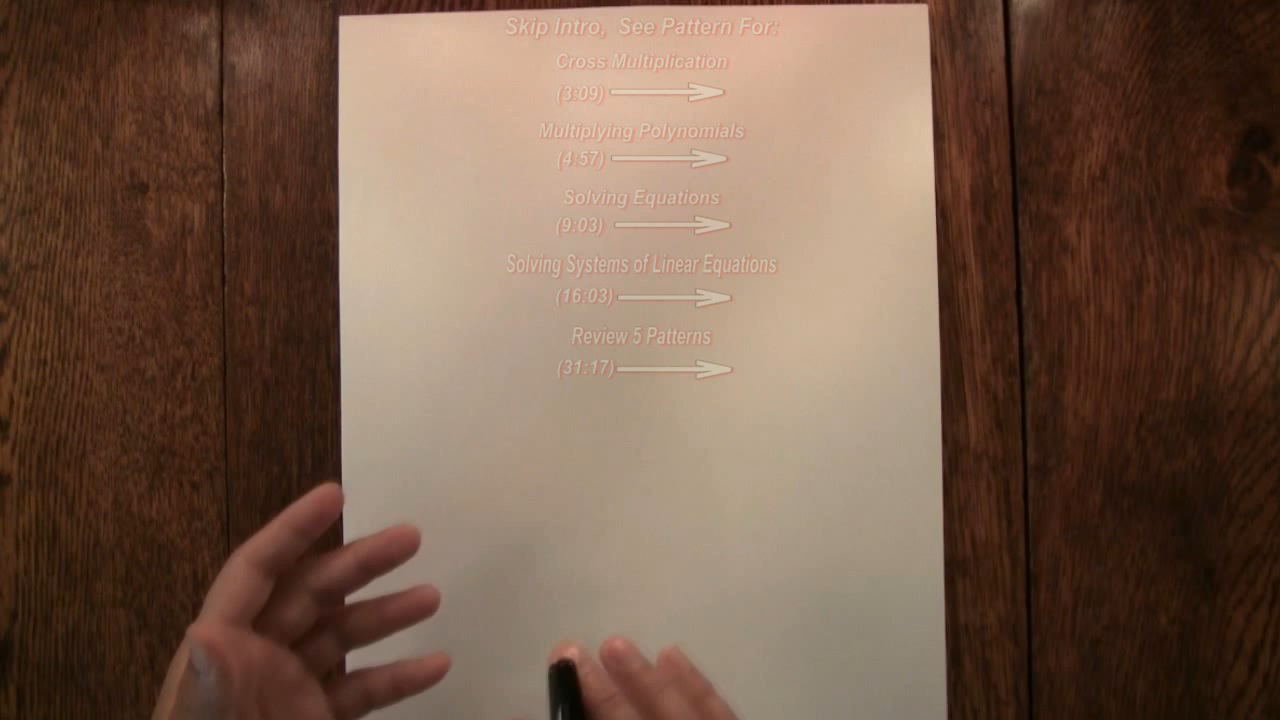 Skip Intro, See Pattern For:
Cross Multiplication
(3:09)
Multiplying Polynomials
(4:57)
Solving Equations
(9:03)
Solving Systems of Linear Equations
(16:03)
Review 5 Patterns
(31:17)